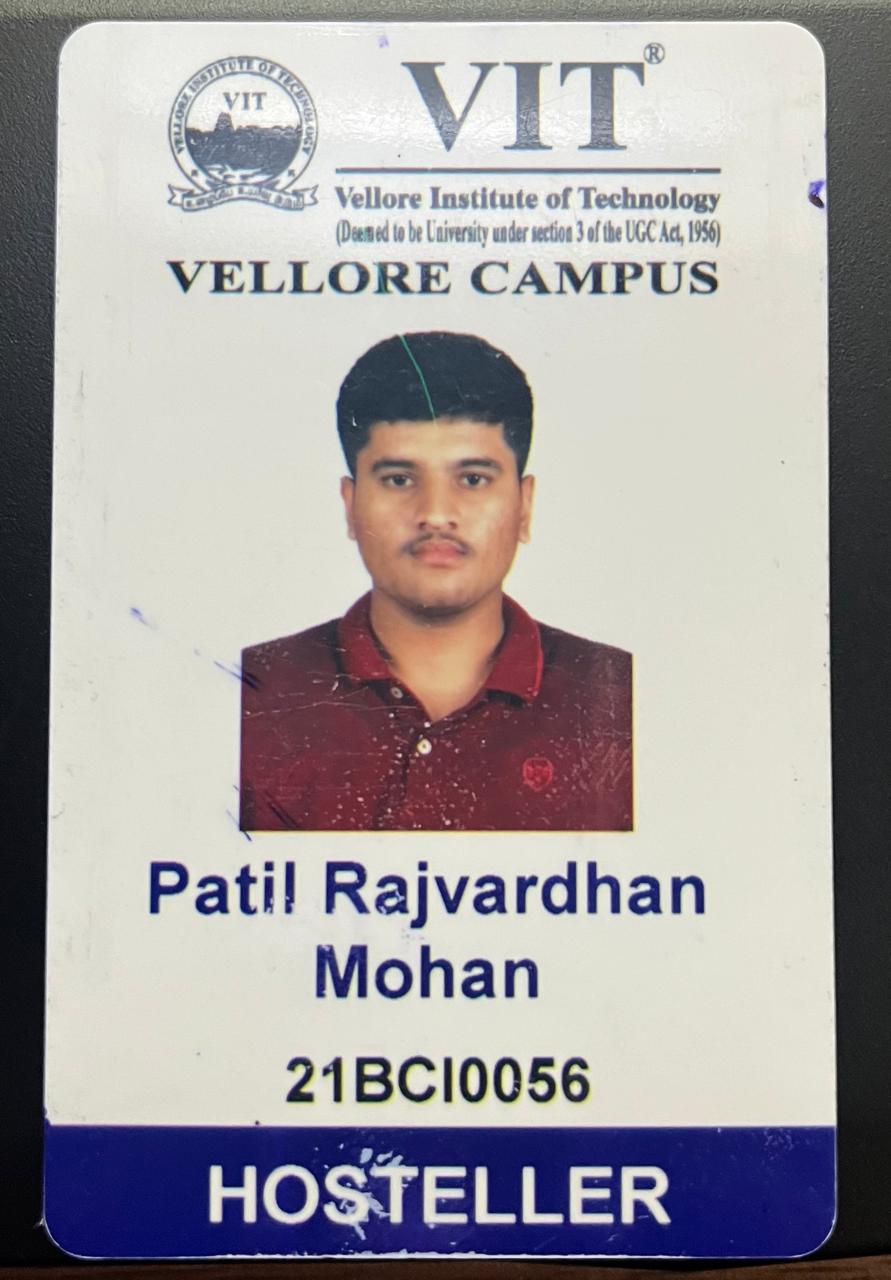 VELLORE INSTITUTE OF TECHNOLOGY
VIT
VIT®
Vellore Institute of Technology
(Deemed to be University under section 3 of the UGC Act, 1956)
VELLORE CAMPUS
Patil Rajvardhan
Mohan
21BCI0056
HOSTELLER